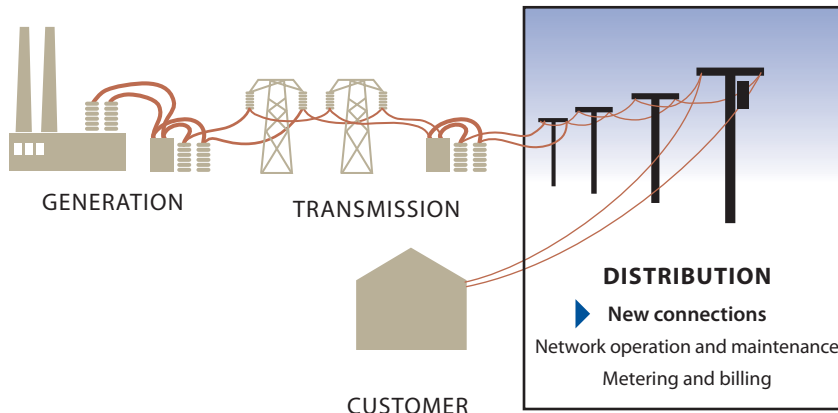 GENERATION
TRANSMISSION
CUSTOMER
DISTRIBUTION
New connections
Network operation and maintenance
Metering and billing